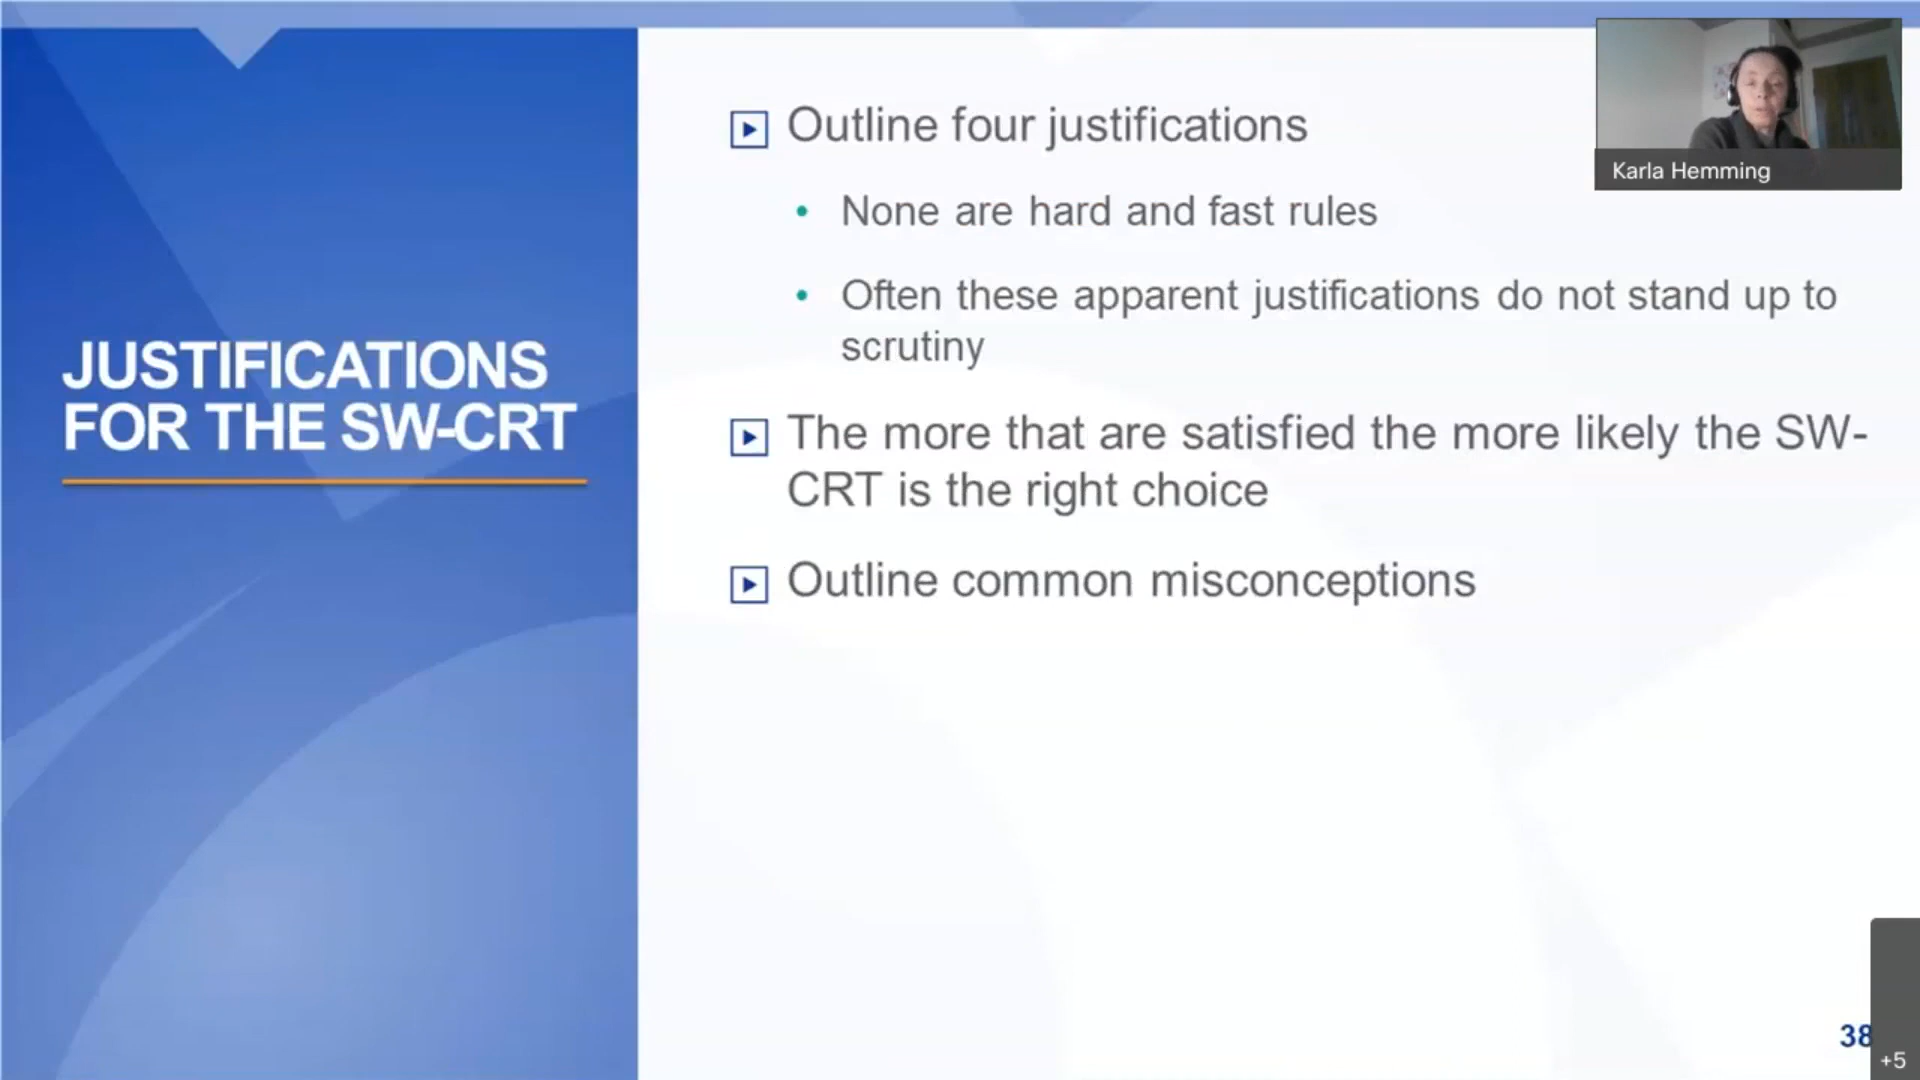 JUSTIFICATIONS
FOR THE SW-CRT
Outline four justifications
None are hard and fast rules
Often these apparent justifications do not stand up to
scrutiny
The more that are satisfied the more likely the SW-
CRT is the right choice
Outline common misconceptions
Karla Hemming
38
+5